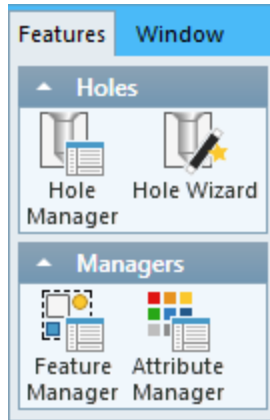 Features Window
Holes
Hole Manager Hole Wizard
Managers
Feature Manager Attribute Manager